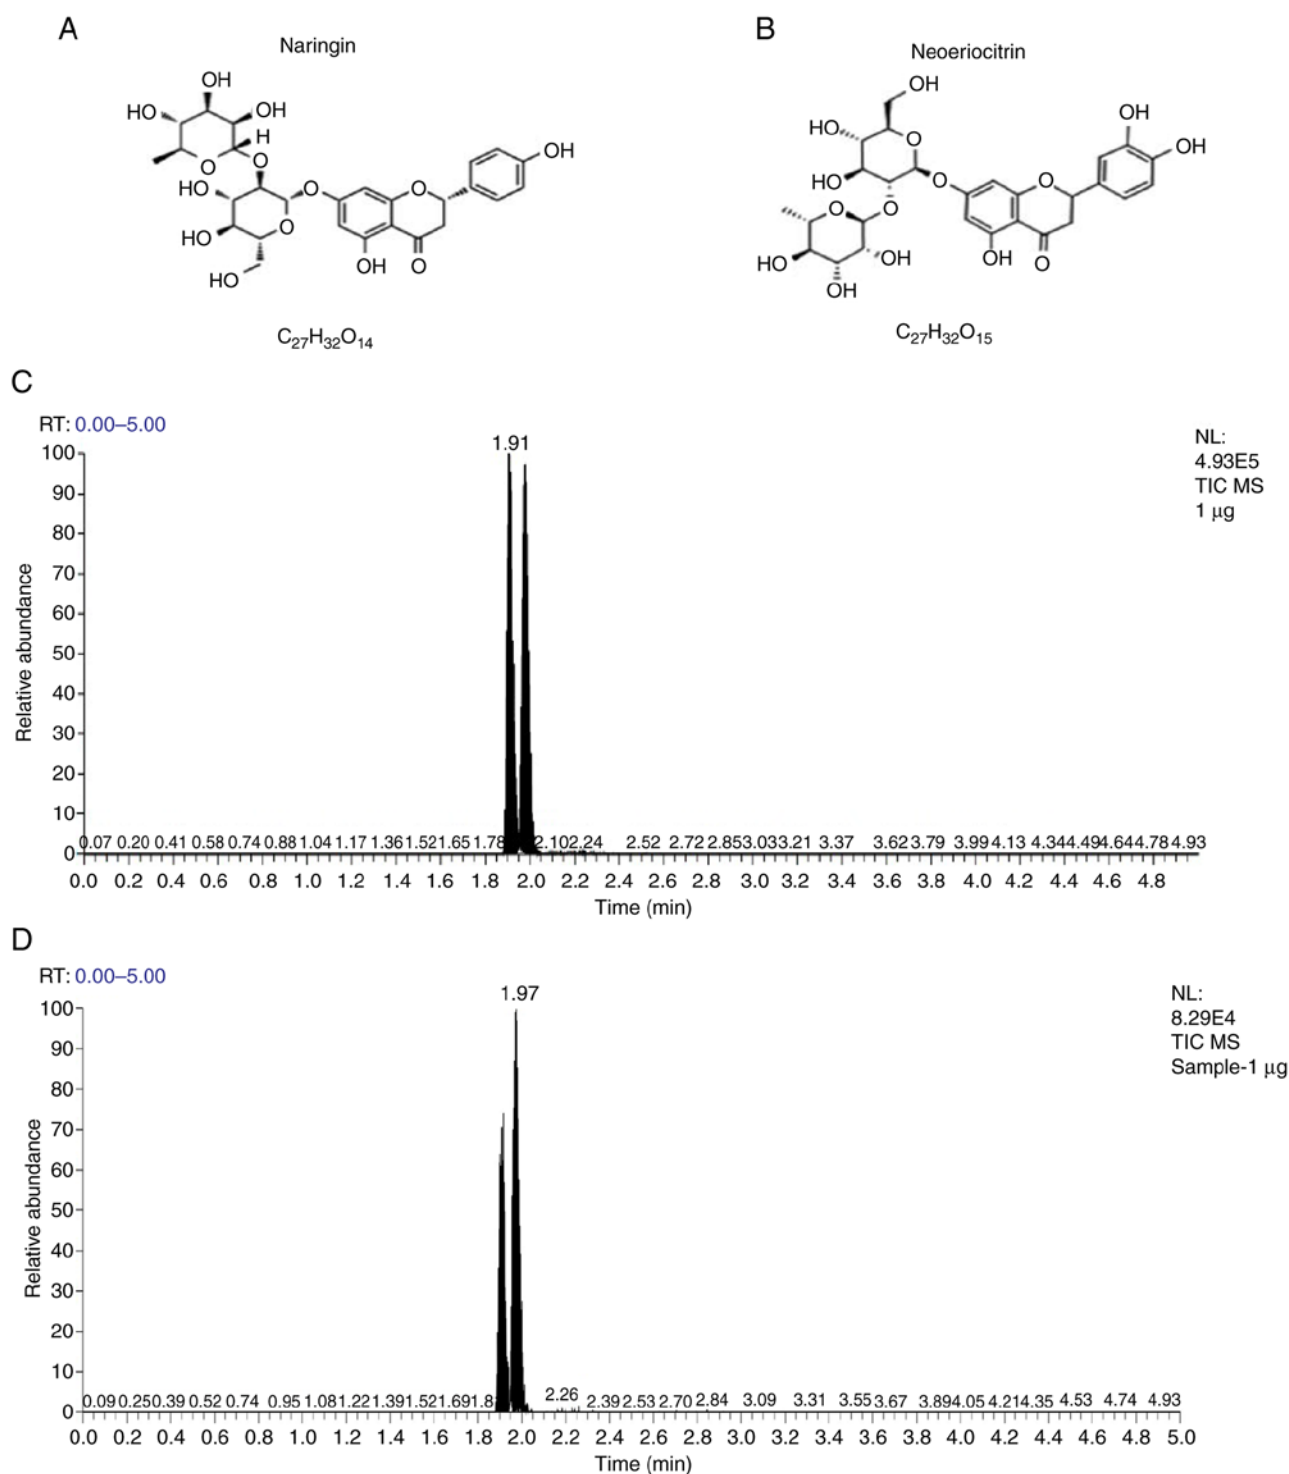 A
Naringin
OH
HO
OH
H
O
O
HO
O
O
OH
HO
O
HO
OH
O
C27H32O14
B
Neoeriocitrin
OH
HO
O
OH
OH
HO
O
O
O
O
HO
OH
OH
OH
O
C27H32O15
C
RT: 0.00–5.00
NL:
4.93E5
TIC MS
1 μg
1.91
Relative abundance
100
90
80
70
60
50
40
30
20
10
0
0.07 0.20 0.41 0.58 0.74 0.88 1.04 1.17 1.36 1.52 1.65 1.78 2.10 2.24 2.52 2.72 2.85 3.03 3.21 3.37 3.62 3.79 3.99 4.13 4.34 4.49 4.64 4.78 4.93
0.0 0.2 0.4 0.6 0.8 1.0 1.2 1.4 1.6 1.8 2.0 2.2 2.4 2.6 2.8 3.0 3.2 3.4 3.6 3.8 4.0 4.2 4.4 4.6 4.8
Time (min)
D
RT: 0.00–5.00
NL:
8.29E4
TIC MS
Sample-1 μg
1.97
Relative abundance
100
90
80
70
60
50
40
30
20
10
0
0.09 0.25 0.39 0.52 0.74 0.95 1.08 1.22 1.39 1.52 1.69 1.8 2.26 2.39 2.53 2.70 2.84 3.09 3.31 3.55 3.67 3.89 4.05 4.21 4.35 4.53 4.74 4.93
0.0 0.2 0.4 0.6 0.8 1.0 1.2 1.4 1.6 1.8 2.0 2.2 2.4 2.6 2.8 3.0 3.2 3.4 3.6 3.8 4.0 4.2 4.4 4.6 4.8 5.0
Time (min)